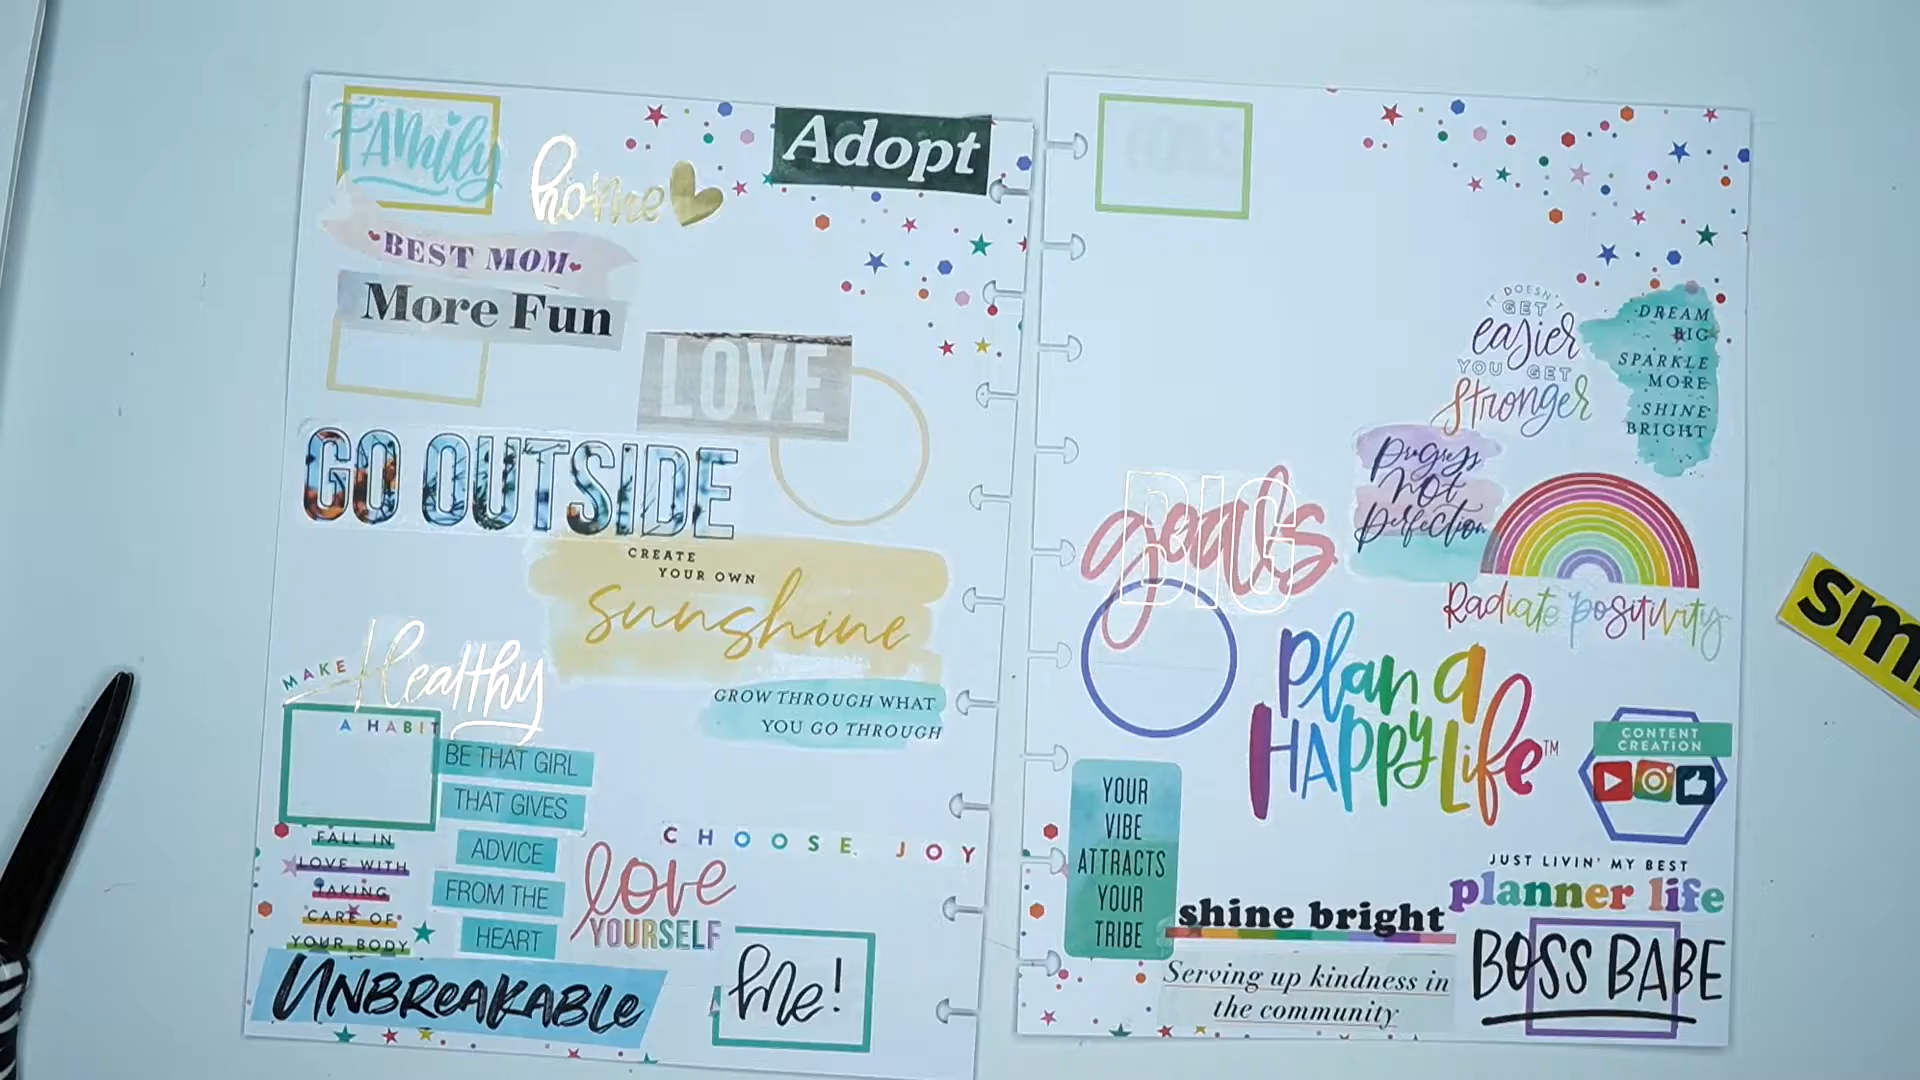 Family
home
Adopt
BEST MOM
More Fun
LOVE
GO OUTSIDE
CREATE
YOUR OWN
sunshine
MAKE
Healthy
A HABIT
GROW THROUGH WHAT
YOU GO THROUGH
BE THAT GIRL
THAT GIVES
ADVICE
FROM THE
HEART
FALL IN
LOVE WITH
TAKING
CARE OF
YOUR BODY
CHOOSE JOY
love
YOURSELF
UNBREAKABLE
me!
IT DOESN'T
GET
easier
YOU GET
stronger
DREAM
BIG
SPARKLE
MORE
SHINE
BRIGHT
Progress
not
perfection
BIG
goals
Radiate positivity
plan a
HAPPY Life™
CONTENT
CREATION
YOUR
VIBE
ATTRACTS
YOUR
TRIBE
JUST LIVIN' MY BEST
planner life
shine bright
BOSS BABE
Serving up kindness in
the community